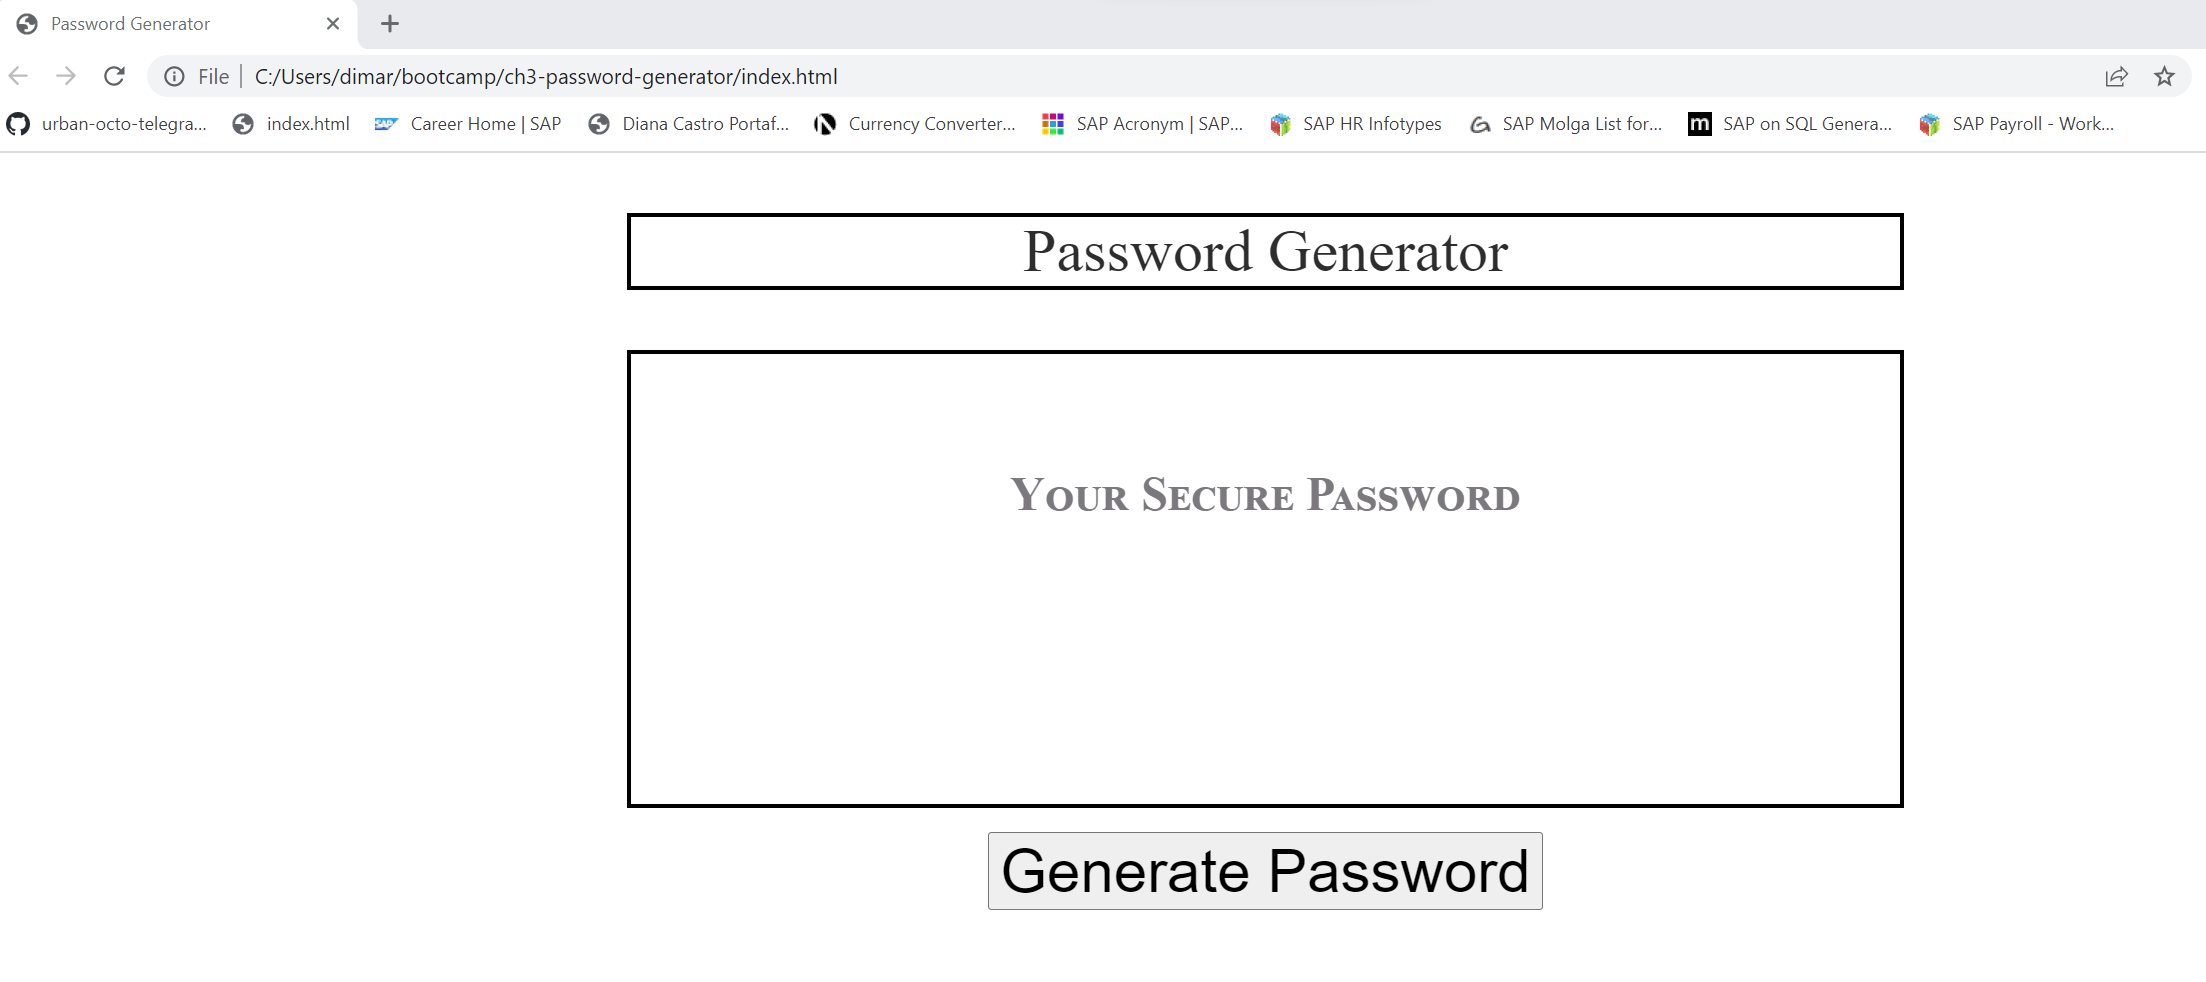 Password Generator
File C:/Users/dimar/bootcamp/ch3-password-generator/index.html
urban-octo-telegra... index.html SAP Career Home | SAP Diana Castro Portaf... N Currency Converter... SAP Acronym | SAP... SAP HR Infotypes SAP Molga List for... m SAP on SQL Genera... SAP Payroll - Work...
Password Generator
Your Secure Password
Generate Password